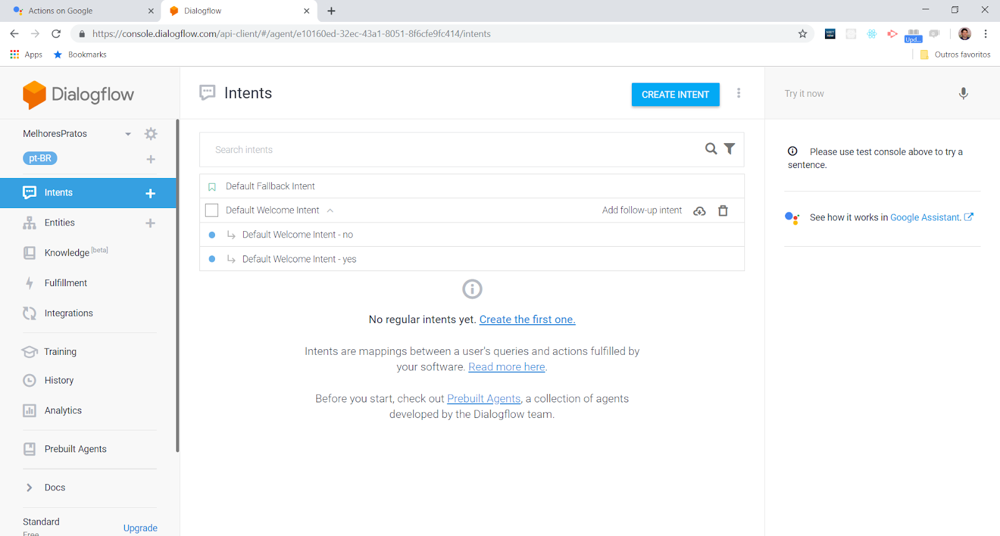 Actions on Google
Dialogflow
https://console.dialogflow.com/api-client/#/agent/e10160ed-32ec-43a1-8051-8f6cfe9fc414/intents
Upd...
Apps
Bookmarks
Outros favoritos
Dialogflow
Intents
CREATE INTENT
Try it now
MelhoresPratos
pt-BR
Intents
Entities
Knowledge [beta]
Fulfillment
Integrations
Training
History
Analytics
Prebuilt Agents
Docs
Standard
Free
Upgrade
Search intents
Default Fallback Intent
Default Welcome Intent
Add follow-up intent
Default Welcome Intent - no
Default Welcome Intent - yes
No regular intents yet. Create the first one.
Intents are mappings between a user's queries and actions fulfilled by
your software. Read more here.
Before you start, check out Prebuilt Agents, a collection of agents
developed by the Dialogflow team.
Please use test console above to try a
sentence.
See how it works in Google Assistant.